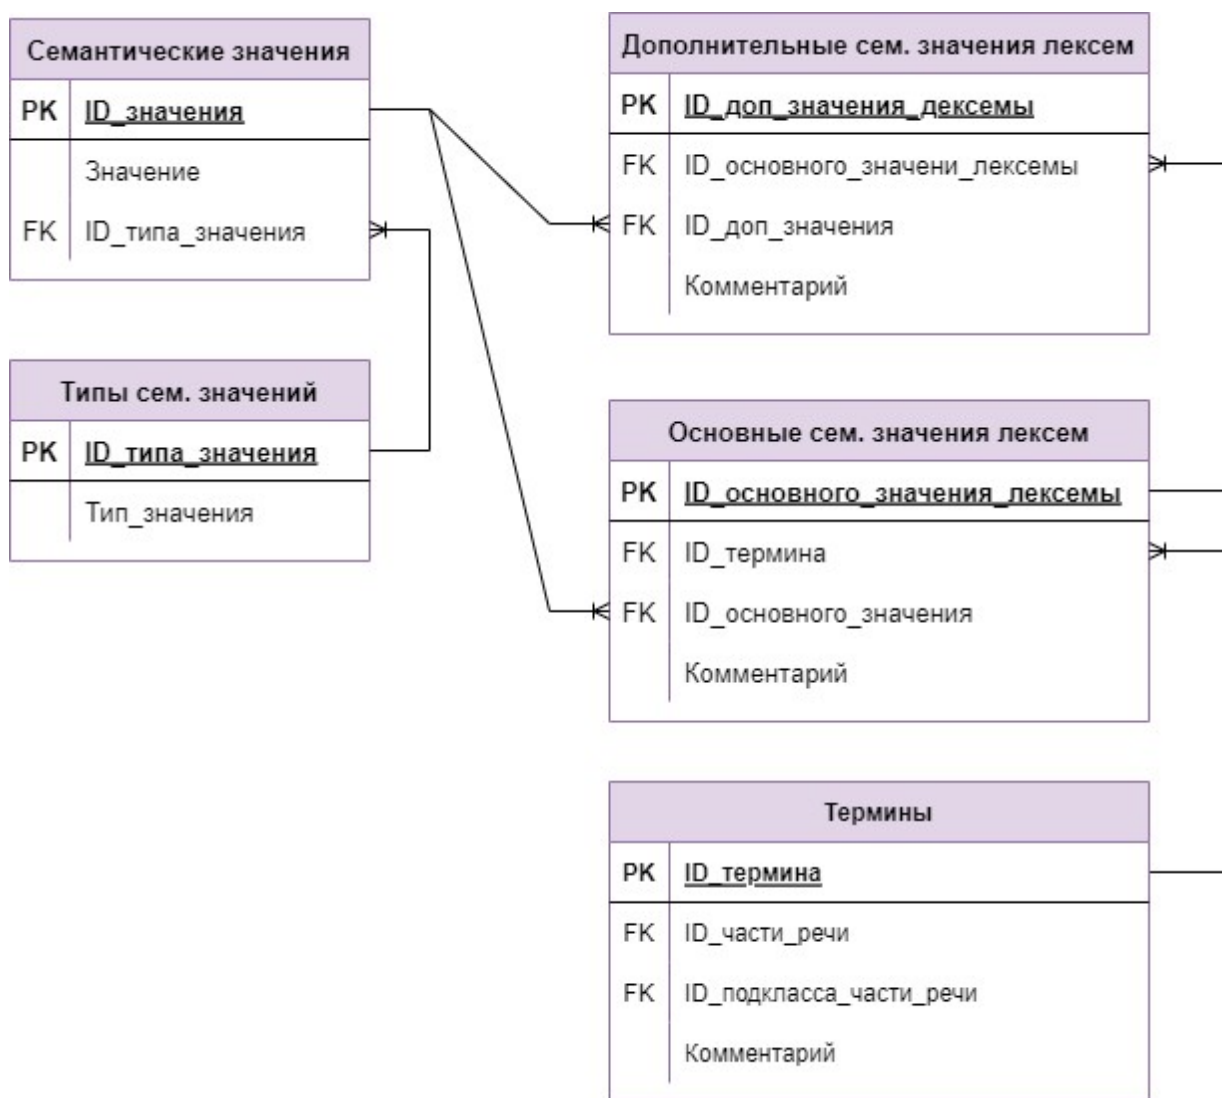 Семантические значения
PK ID_значения
Значение
FK ID_типа_значения
Типы сем. значений
PK ID_типа_значения
Тип_значения
Дополнительные сем. значения лексем
PK ID_доп_значения_дексемы
FK ID_основного_значени_лексемы
FK ID_доп_значения
Комментарий
Основные сем. значения лексем
PK ID_основного_значения_лексемы
FK ID_термина
FK ID_основного_значения
Комментарий
Термины
PK ID_термина
FK ID_части_речи
FK ID_подкласса_части_речи
Комментарий